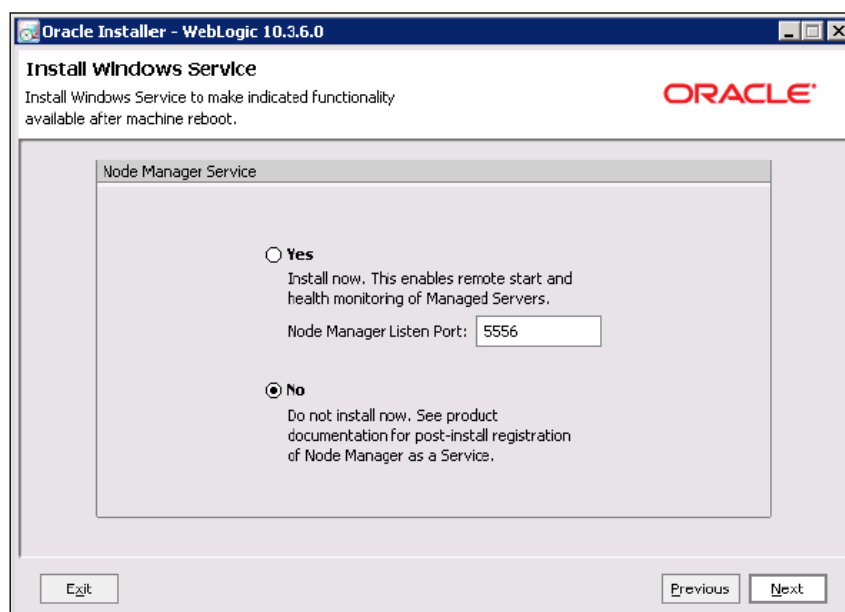 Oracle Installer - WebLogic 10.3.6.0
Install Windows Service
Install Windows Service to make indicated functionality
available after machine reboot.
ORACLE
Node Manager Service
Yes
Install now. This enables remote start and
health monitoring of Managed Servers.
Node Manager Listen Port: 5556
No
Do not install now. See product
documentation for post-install registration
of Node Manager as a Service.
Exit Previous Next